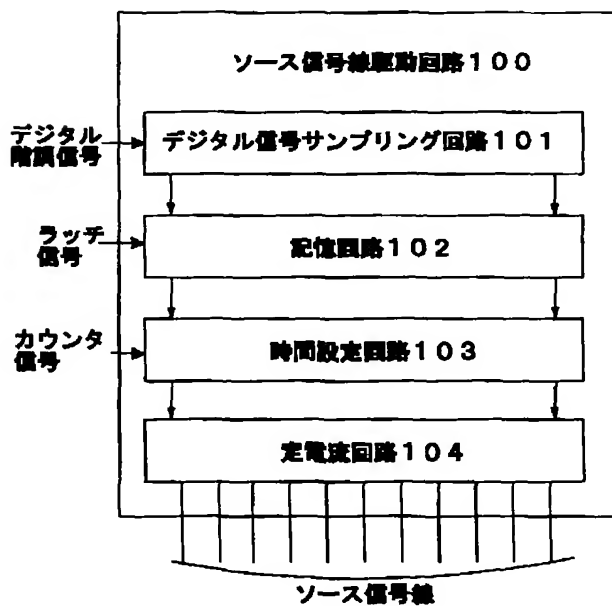 ソース信号線駆動回路100
デジタル
階調信号
デジタル信号サンプリング回路101
ラッチ
信号
記憶回路102
カウンタ
信号
時間設定回路103
定電流回路104
ソース信号線